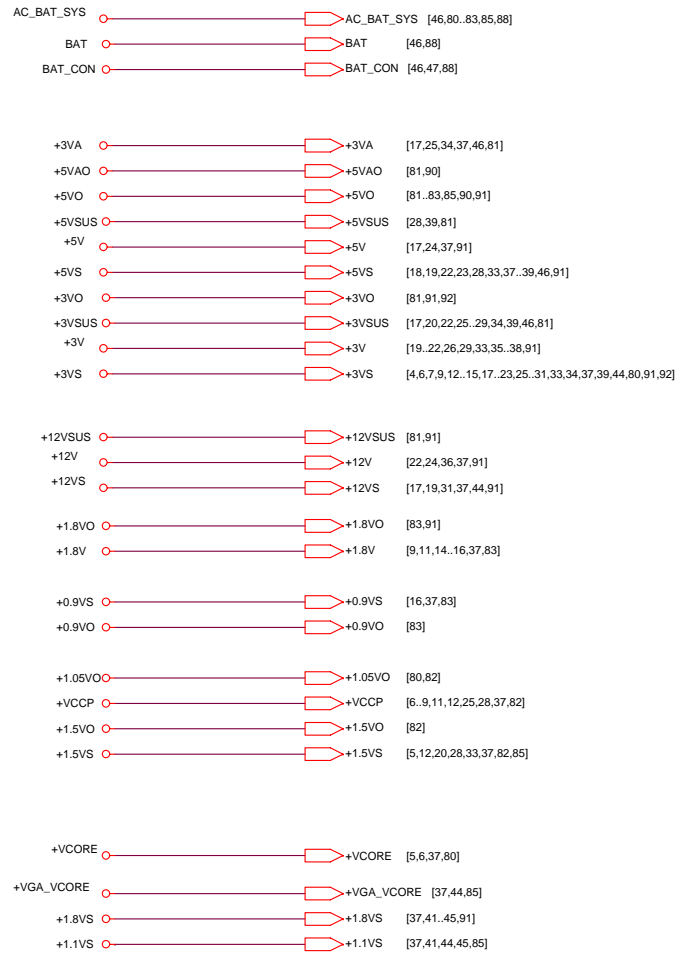 AC_BAT_SYS AC_BAT_SYS [46,80..83,85,88]
BAT BAT [46,88]
BAT_CON BAT_CON [46,47,88]
+3VA +3VA [17,25,34,37,46,81]
+5VAO +5VAO [81,90]
+5VO +5VO [81..83,85,90,91]
+5VSUS +5VSUS [28,39,81]
+5V +5V [17,24,37,91]
+5VS +5VS [18,19,22,23,28,33,37..39,46,91]
+3VO +3VO [81,91,92]
+3VSUS +3VSUS [17,20,22,25..29,34,39,46,81]
+3V +3V [19..22,26,29,33,35..38,91]
+3VS +3VS [4,6,7,9,12..15,17..23,25..31,33,34,37,39,44,80,91,92]
+12VSUS +12VSUS [81,91]
+12V +12V [22,24,36,37,91]
+12VS +12VS [17,19,31,37,44,91]
+1.8VO +1.8VO [83,91]
+1.8V +1.8V [9,11,14..16,37,83]
+0.9VS +0.9VS [16,37,83]
+0.9VO +0.9VO [83]
+1.05VO +1.05VO [80,82]
+VCCP +VCCP [6..9,11,12,25,28,37,82]
+1.5VO +1.5VO [82]
+1.5VS +1.5VS [5,12,20,28,33,37,82,85]
+VCORE +VCORE [5,6,37,80]
+VGA_VCORE +VGA_VCORE [37,44,85]
+1.8VS +1.8VS [37,41..45,91]
+1.1VS +1.1VS [37,41,44,45,85]